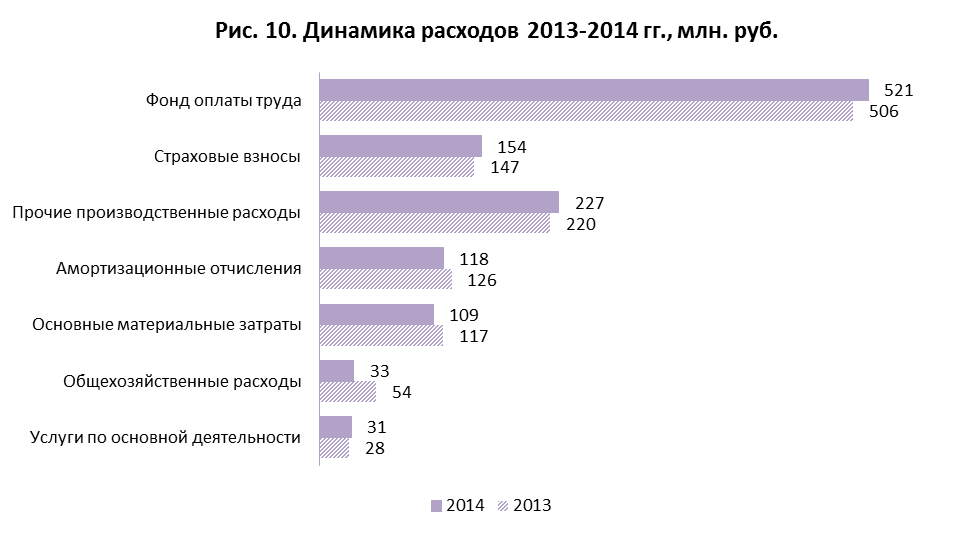 Рис. 10. Динамика расходов 2013-2014 гг., млн. руб.
Фонд оплаты труда
521
506
Страховые взносы
154
147
Прочие производственные расходы
227
220
Амортизационные отчисления
118
126
Основные материальные затраты
109
117
Общехозяйственные расходы
33
54
Услуги по основной деятельности
31
28
2014 2013